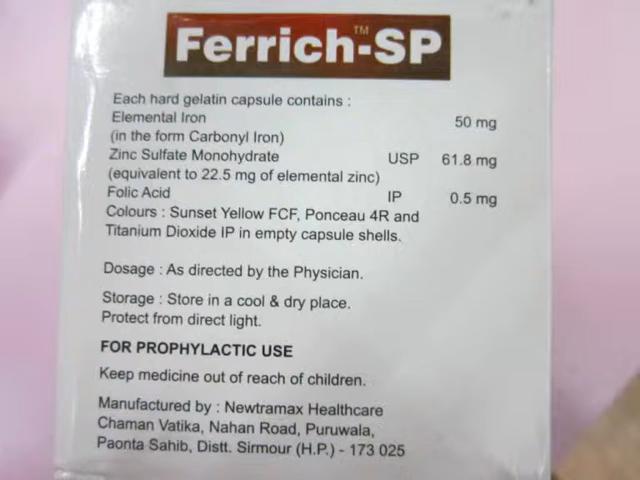 Ferrich™-SP
Each hard gelatin capsule contains :
Elemental Iron 50 mg
(in the form Carbonyl Iron)
Zinc Sulfate Monohydrate USP 61.8 mg
(equivalent to 22.5 mg of elemental zinc)
Folic Acid IP 0.5 mg
Colours : Sunset Yellow FCF, Ponceau 4R and
Titanium Dioxide IP in empty capsule shells.
Dosage : As directed by the Physician.
Storage : Store in a cool & dry place.
Protect from direct light.
FOR PROPHYLACTIC USE
Keep medicine out of reach of children.
Manufactured by : Newtramax Healthcare
Chaman Vatika, Nahan Road, Puruwala,
Paonta Sahib, Distt. Sirmour (H.P.) - 173 025